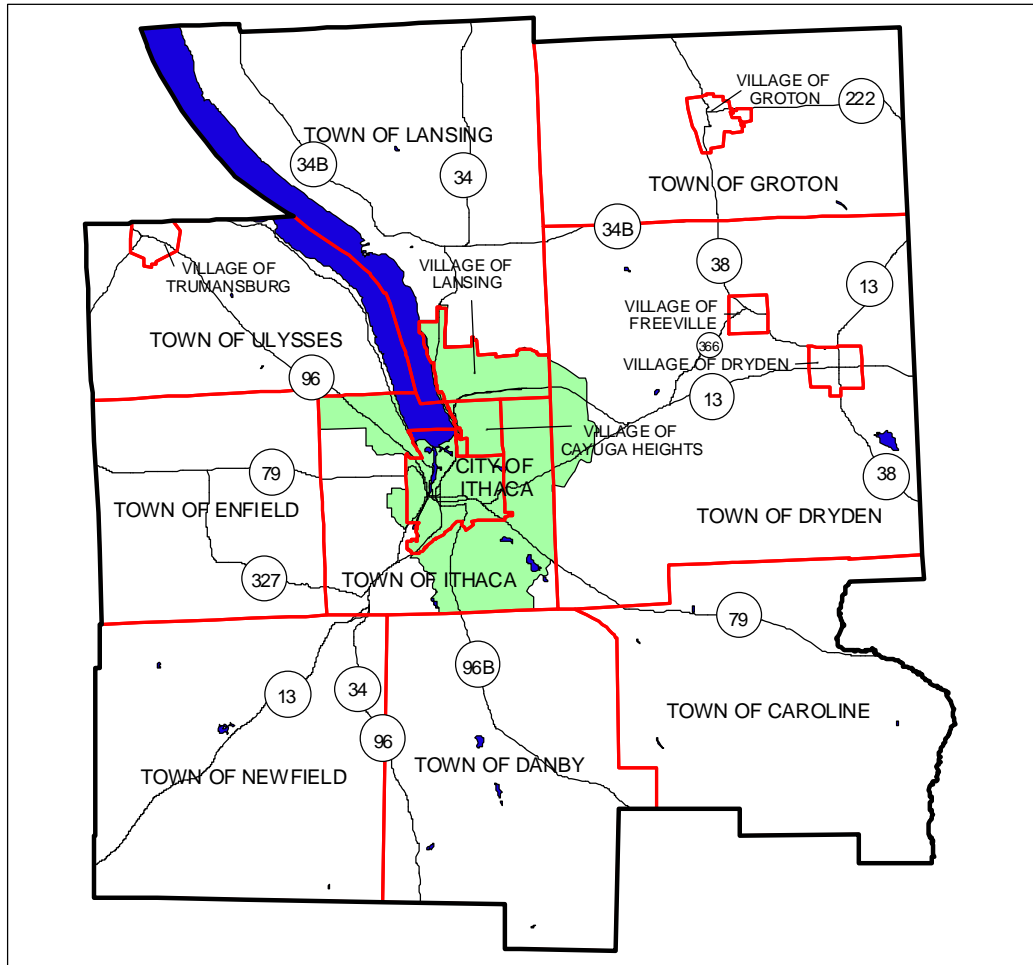 VILLAGE OF
GROTON
222
TOWN OF LANSING
34B
34
TOWN OF GROTON
34B
38
VILLAGE OF
TRUMANSBURG
VILLAGE OF
LANSING
13
VILLAGE OF
FREEVILLE
TOWN OF ULYSSES
366
VILLAGE OF DRYDEN
96
13
VILLAGE OF
CAYUGA HEIGHTS
CITY OF
ITHACA
79
38
TOWN OF ENFIELD
TOWN OF DRYDEN
327
TOWN OF ITHACA
79
96B
13
34
TOWN OF CAROLINE
96
TOWN OF NEWFIELD
TOWN OF DANBY